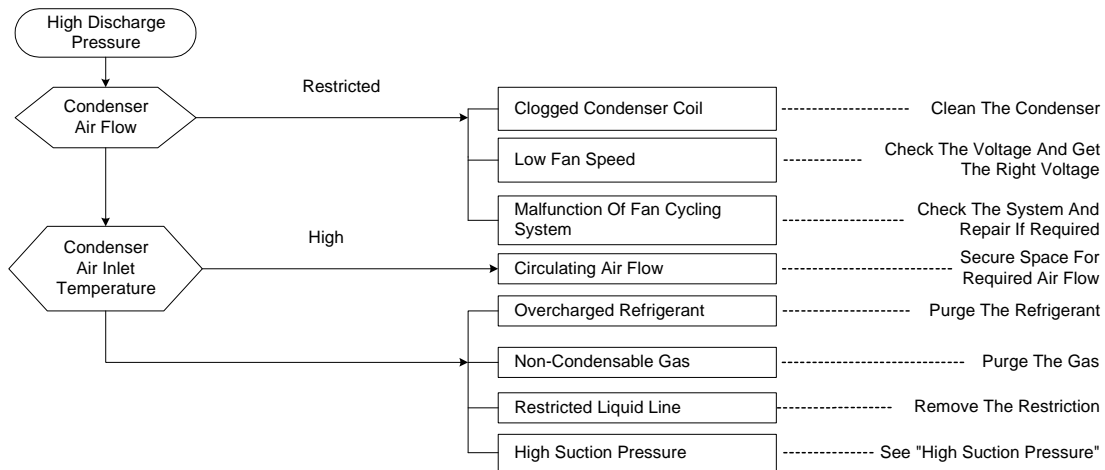 High Discharge
Pressure
Condenser
Air Flow
Restricted
Clogged Condenser Coil
Clean The Condenser
Low Fan Speed
Check The Voltage And Get
The Right Voltage
Malfunction Of Fan Cycling
System
Check The System And
Repair If Required
Condenser
Air Inlet
Temperature
High
Circulating Air Flow
Secure Space For
Required Air Flow
Overcharged Refrigerant
Purge The Refrigerant
Non-Condensable Gas
Purge The Gas
Restricted Liquid Line
Remove The Restriction
High Suction Pressure
See "High Suction Pressure"